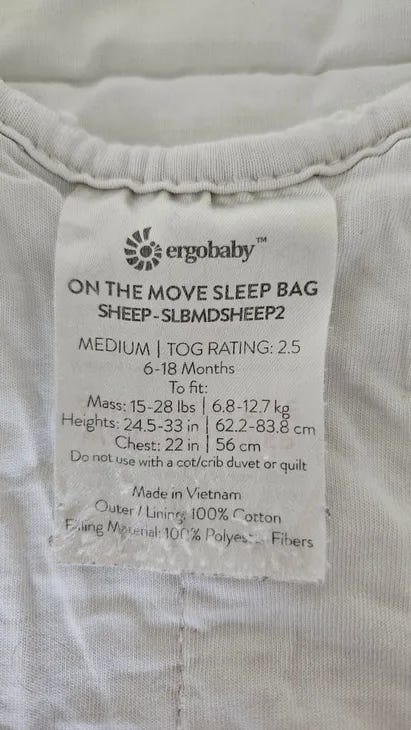 ergobaby™
ON THE MOVE SLEEP BAG
SHEEP-SLBMDSHEEP2
MEDIUM | TOG RATING: 2.5
6-18 Months
To fit:
Mass: 15-28 lbs | 6.8-12.7 kg
Heights: 24.5-33 in | 62.2-83.8 cm
Chest: 22 in | 56 cm
Do not use with a cot/crib duvet or quilt
Made in Vietnam
Outer / Lining: 100% Cotton
Material: 100% Fibers